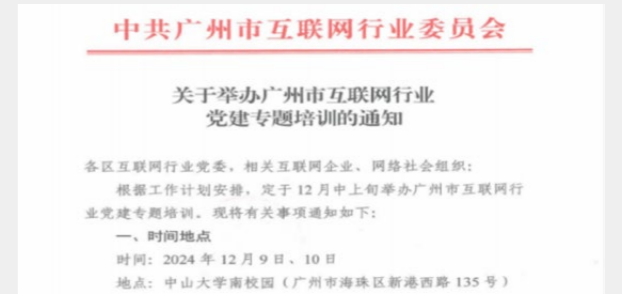 中共广州市互联网行业委员会
关于举办广州市互联网行业
党建专题培训的通知
各区互联网行业党委，相关互联网企业、网络社会组织：
根据工作计划安排，定于12月中上旬举办广州市互联网行
业党建专题培训。现将有关事项通知如下：
一、时间地点
时间：2024年12月9日、10日
地点：中山大学南校园（广州市海珠区新港西路135号）